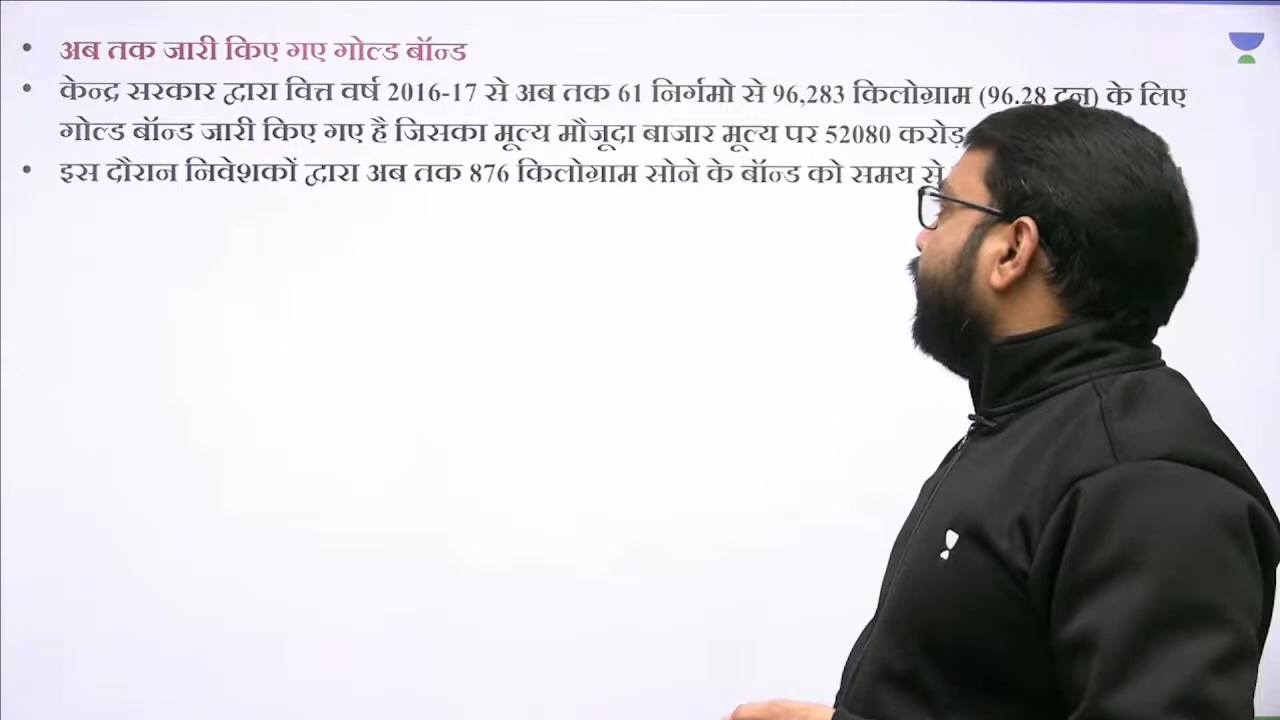 अब तक जारी किए गए गोल्ड बॉन्ड
केन्द्र सरकार द्वारा वित्त वर्ष 2016-17 से अब तक 61 निर्गमो से 96,283 किलोग्राम (96.28 टन) के लिए
गोल्ड बॉन्ड जारी किए गए है जिसका मूल्य मौजूदा बाजार मूल्य पर 52080 करोड़
इस दौरान निवेशकों द्वारा अब तक 876 किलोग्राम सोने के बॉन्ड को समय से